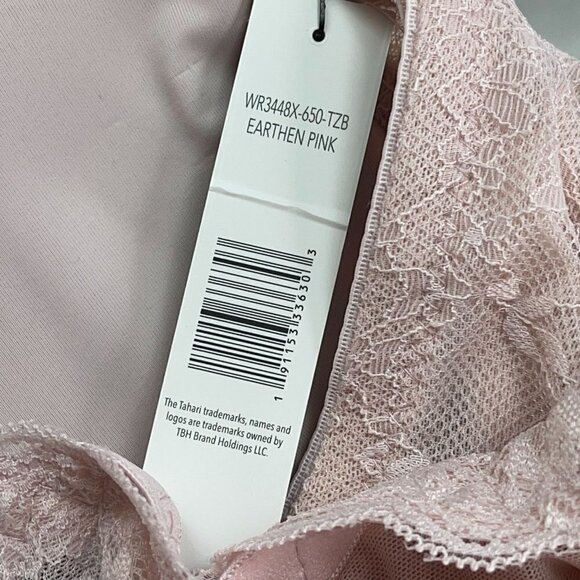 WR3448X-650-TZB
EARTHEN PINK
1 91153 33630 3
The Tahari trademarks, names and
logos are trademarks owned by
TBH Brand Holdings LLC.